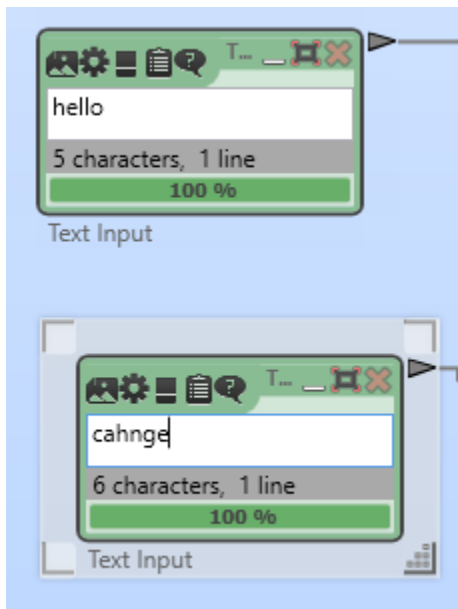 T...
hello
5 characters, 1 line
100 %
Text Input
T...
cahnge
6 characters, 1 line
100 %
Text Input